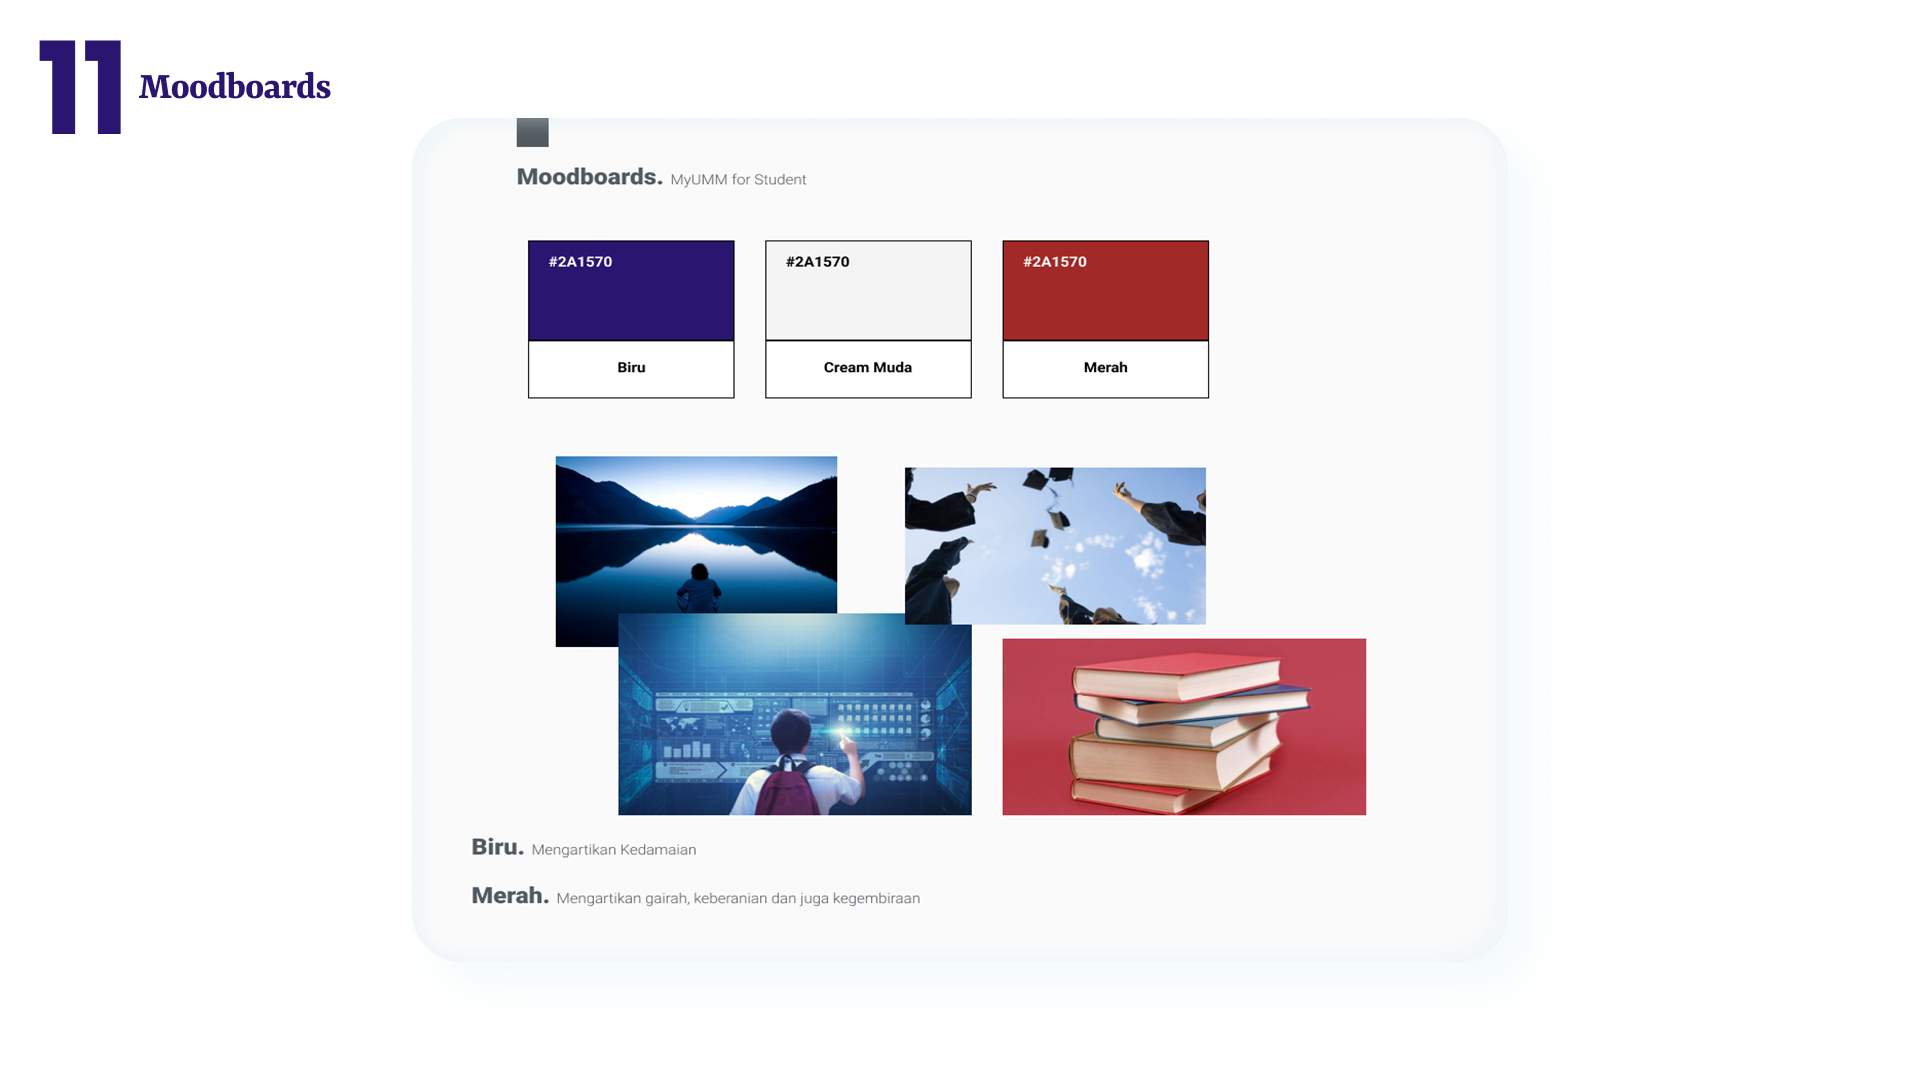 11 Moodboards
Moodboards. MyUMM for Student
#2A1570
Biru
#2A1570
Cream Muda
#2A1570
Merah
Biru. Mengartikan Kedamaian
Merah. Mengartikan gairah, keberanian dan juga kegembiraan